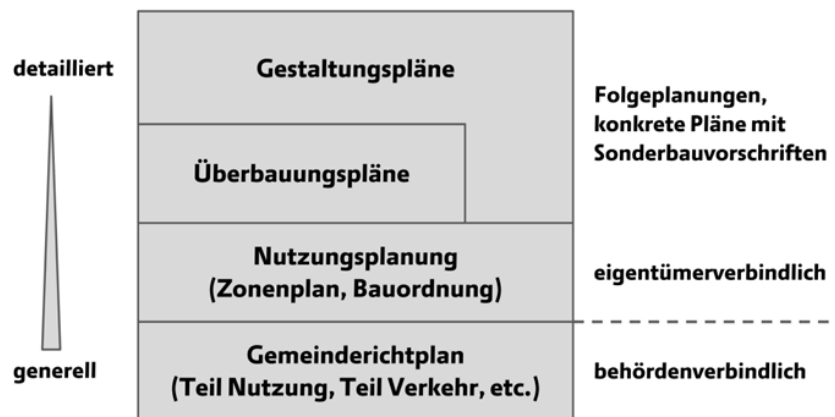 detailliert
Gestaltungspläne
Folgeplanungen,
konkrete Pläne mit
Sonderbauvorschriften
Überbauungspläne
Nutzungsplanung
(Zonenplan, Bauordnung)
eigentümerverbindlich
generell
Gemeinderichtplan
(Teil Nutzung, Teil Verkehr, etc.)
behördenverbindlich